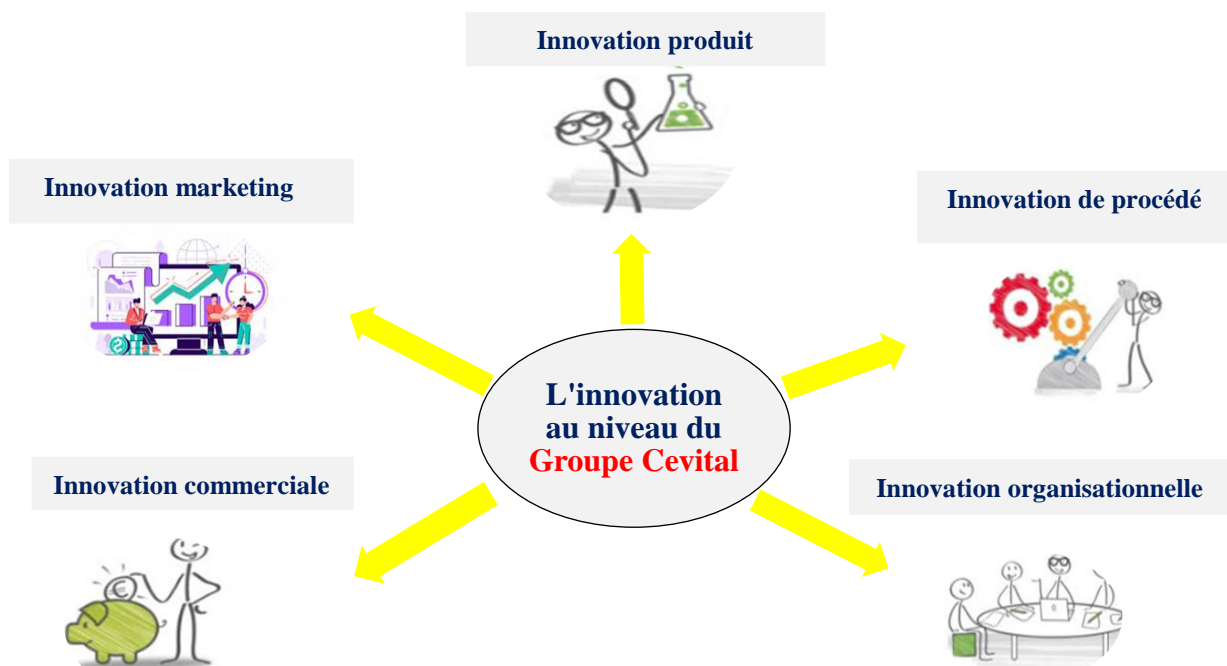 Innovation produit
Innovation marketing
Innovation de procédé
L'innovation
au niveau du
Groupe Cevital
Innovation commerciale
Innovation organisationnelle